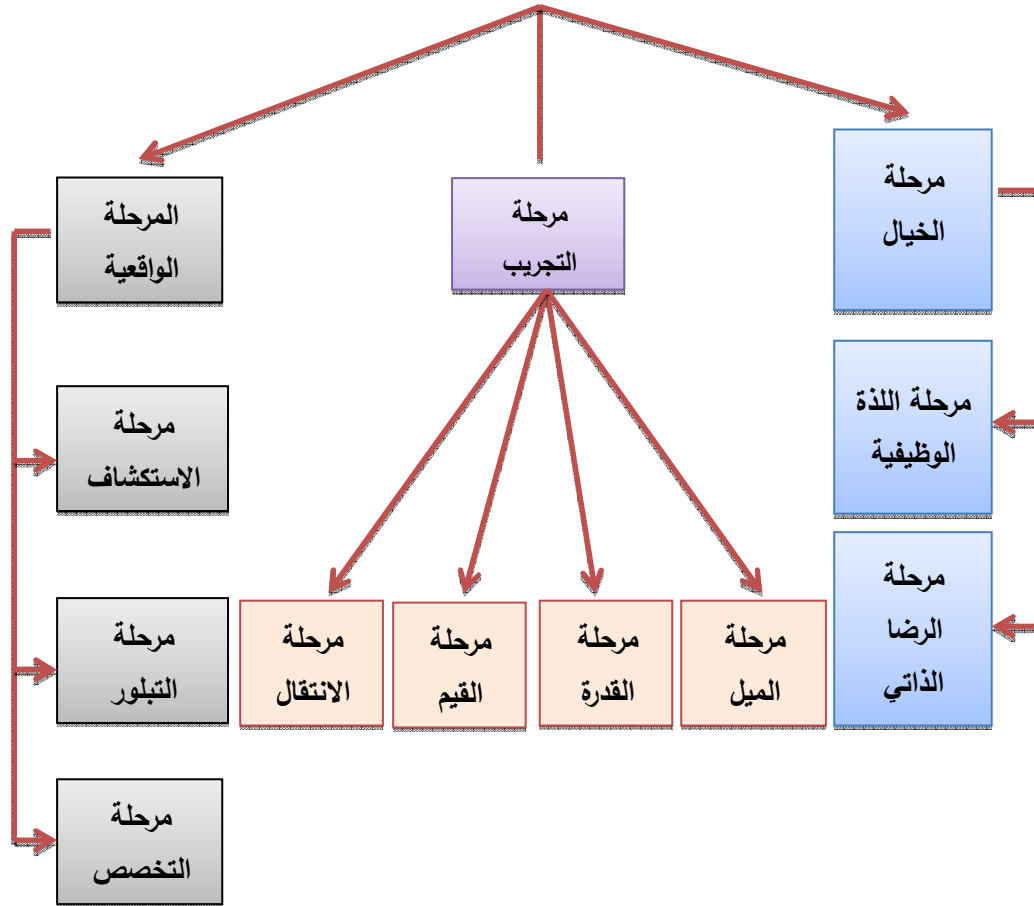 مرحلة
الخيال
مرحلة
التجريب
المرحلة
الواقعية
مرحلة اللذة
الوظيفية
مرحلة
الرضا
الذاتي
مرحلة
الميل
مرحلة
القدرة
مرحلة
القيم
مرحلة
الانتقال
مرحلة
الاستكشاف
مرحلة
التبلور
مرحلة
التخصص